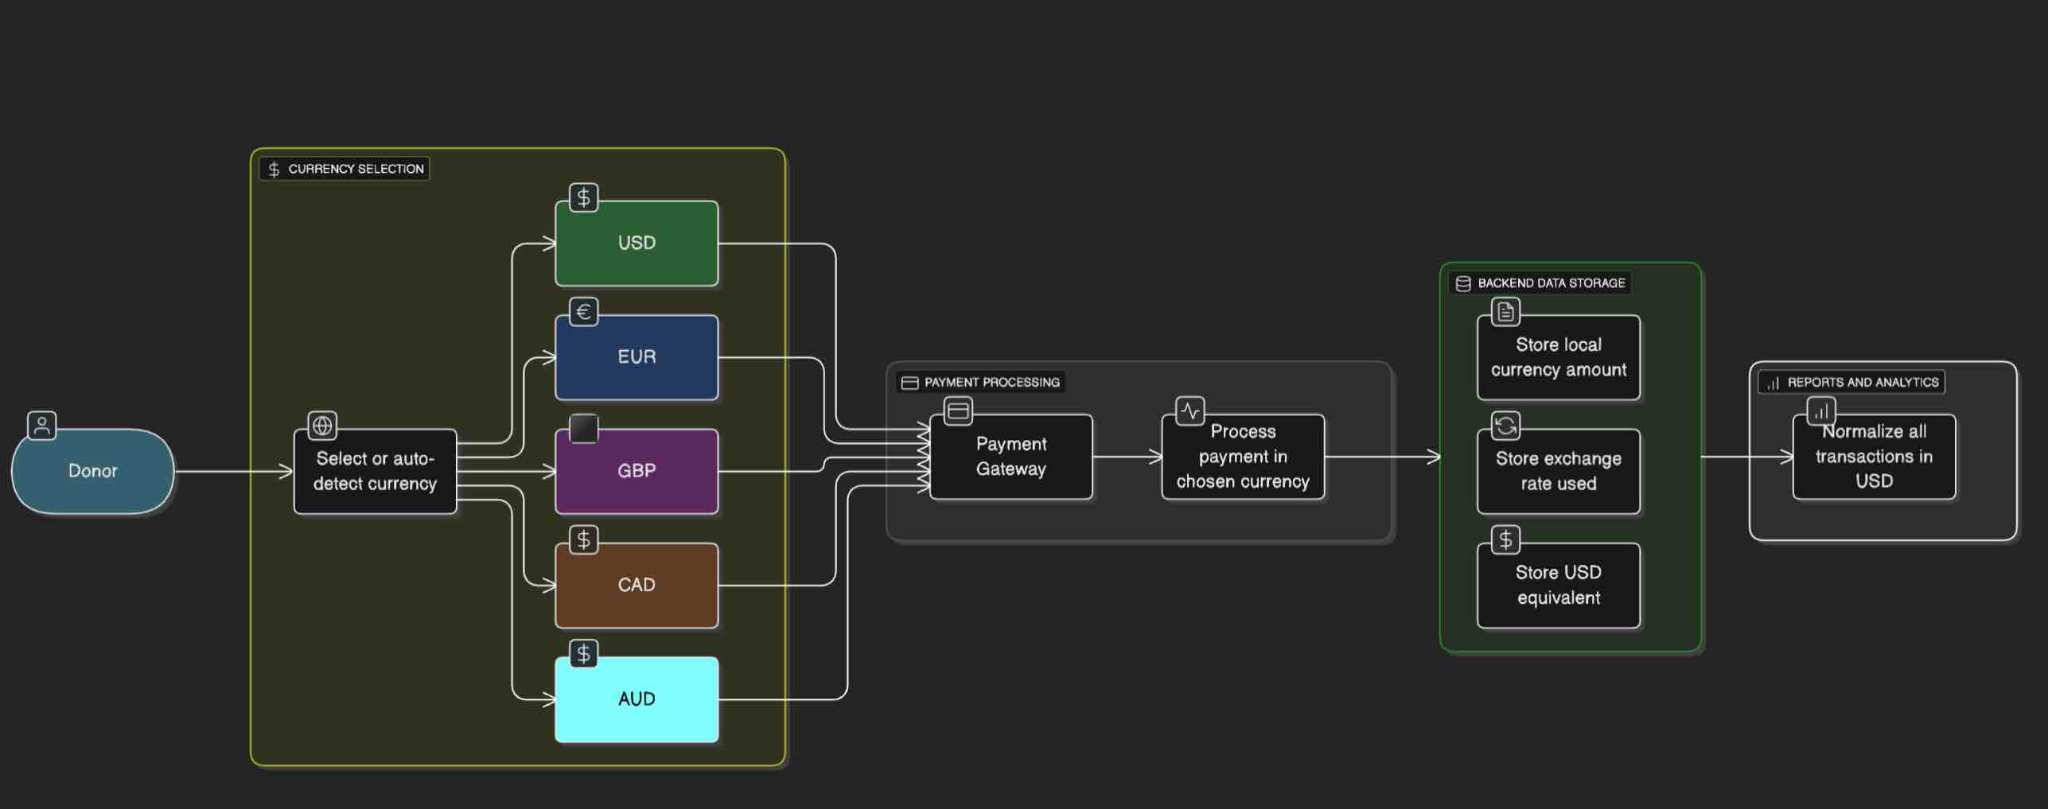 $ CURRENCY SELECTION
$
USD
€
EUR
GBP
$
CAD
$
AUD
Donor
Select or auto-
detect currency
PAYMENT PROCESSING
Payment
Gateway
Process
payment in
chosen currency
BACKEND DATA STORAGE
Store local
currency amount
Store exchange
rate used
$
Store USD
equivalent
REPORTS AND ANALYTICS
Normalize all
transactions in
USD